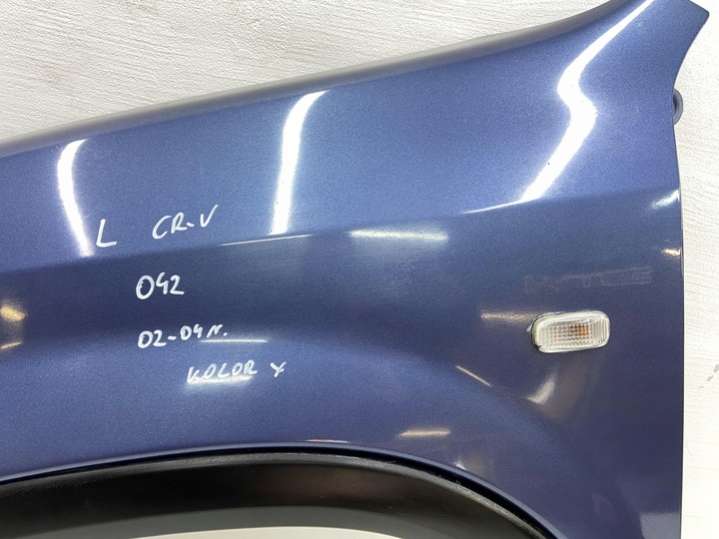 L CR-V
042
02-04r.
KOLOR X